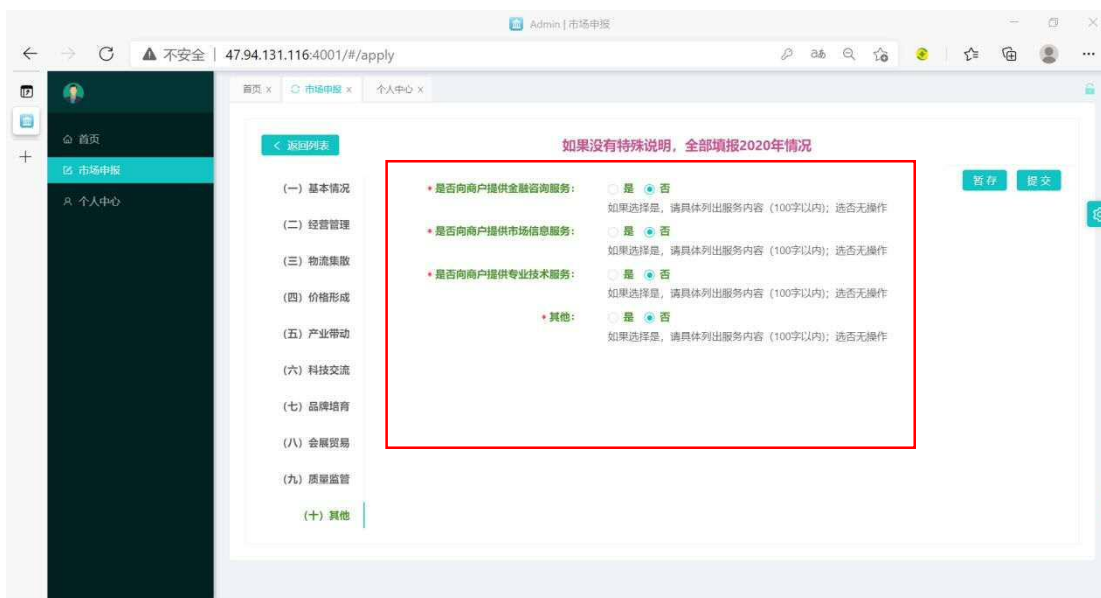 Admin | 市场申报
不安全 | 47.94.131.116:4001/#/apply
首页 x 市场申报 x 个人中心 x
首页
市场申报
个人中心
< 返回列表
如果没有特殊说明，全部填报2020年情况
暂存 提交
（一）基本情况
（二）经营管理
（三）物流集散
（四）价格形成
（五）产业带动
（六）科技交流
（七）品牌培育
（八）会展贸易
（九）质量监管
（十）其他
* 是否向商户提供金融咨询服务： 是 否
如果选择是，请具体列出服务内容（100字以内）；选否无操作
* 是否向商户提供市场信息服务： 是 否
如果选择是，请具体列出服务内容（100字以内）；选否无操作
* 是否向商户提供专业技术服务： 是 否
如果选择是，请具体列出服务内容（100字以内）；选否无操作
* 其他： 是 否
如果选择是，请具体列出服务内容（100字以内）；选否无操作